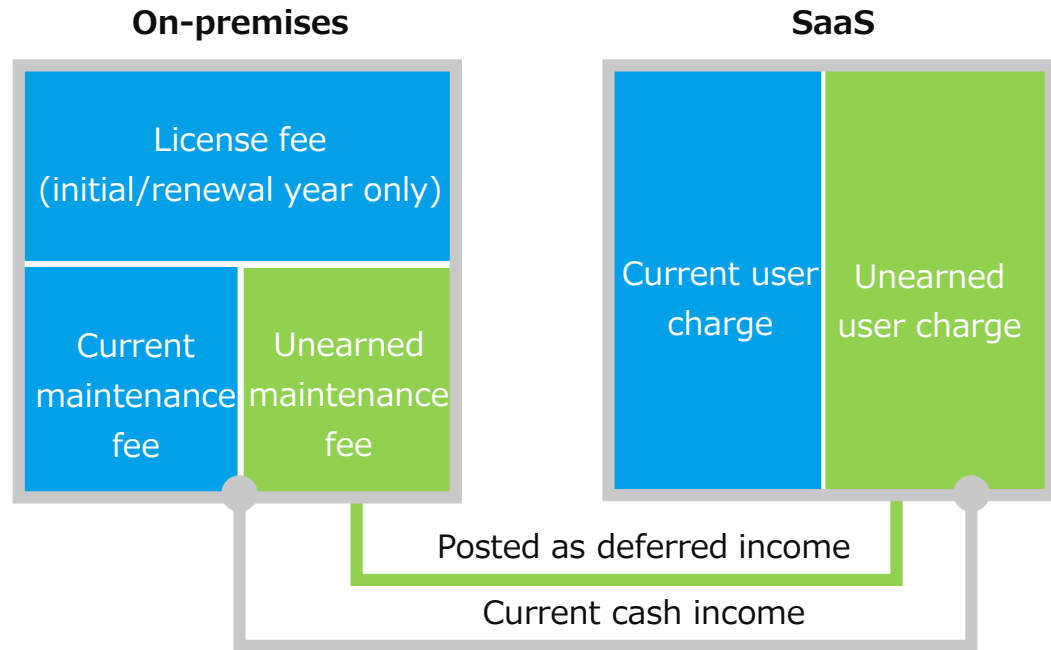 On-premises
SaaS
License fee
(initial/renewal year only)
Current
maintenance
fee
Unearned
maintenance
fee
Current user
charge
Unearned
user charge
Posted as deferred income
Current cash income